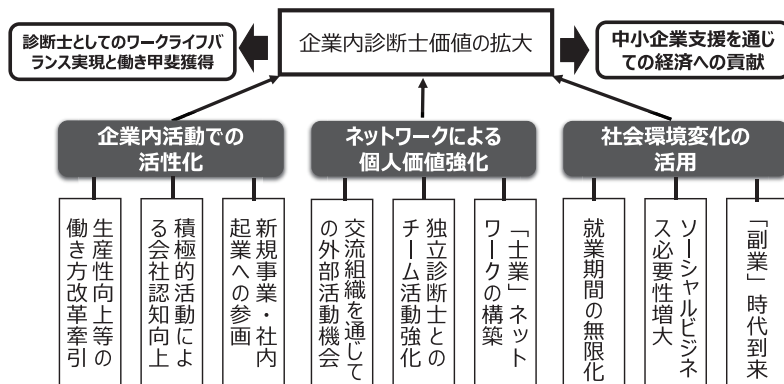 診断士としてのワークライフバ
ランス実現と働き甲斐獲得
企業内診断士価値の拡大
中小企業支援を通じ
ての経済への貢献
企業内活動での
活性化
ネットワークによる
個人価値強化
社会環境変化の
活用
生産性向上等の
働き方改革牽引
積極的活動によ
る会社認知向上
新規事業・社内
起業への参画
交流組織を通じて
の外部活動機会
独立診断士との
チーム活動強化
「士業」ネット
ワークの構築
就業期間の無限化
ソーシャルビジネ
ス必要性増大
「副業」時代到来